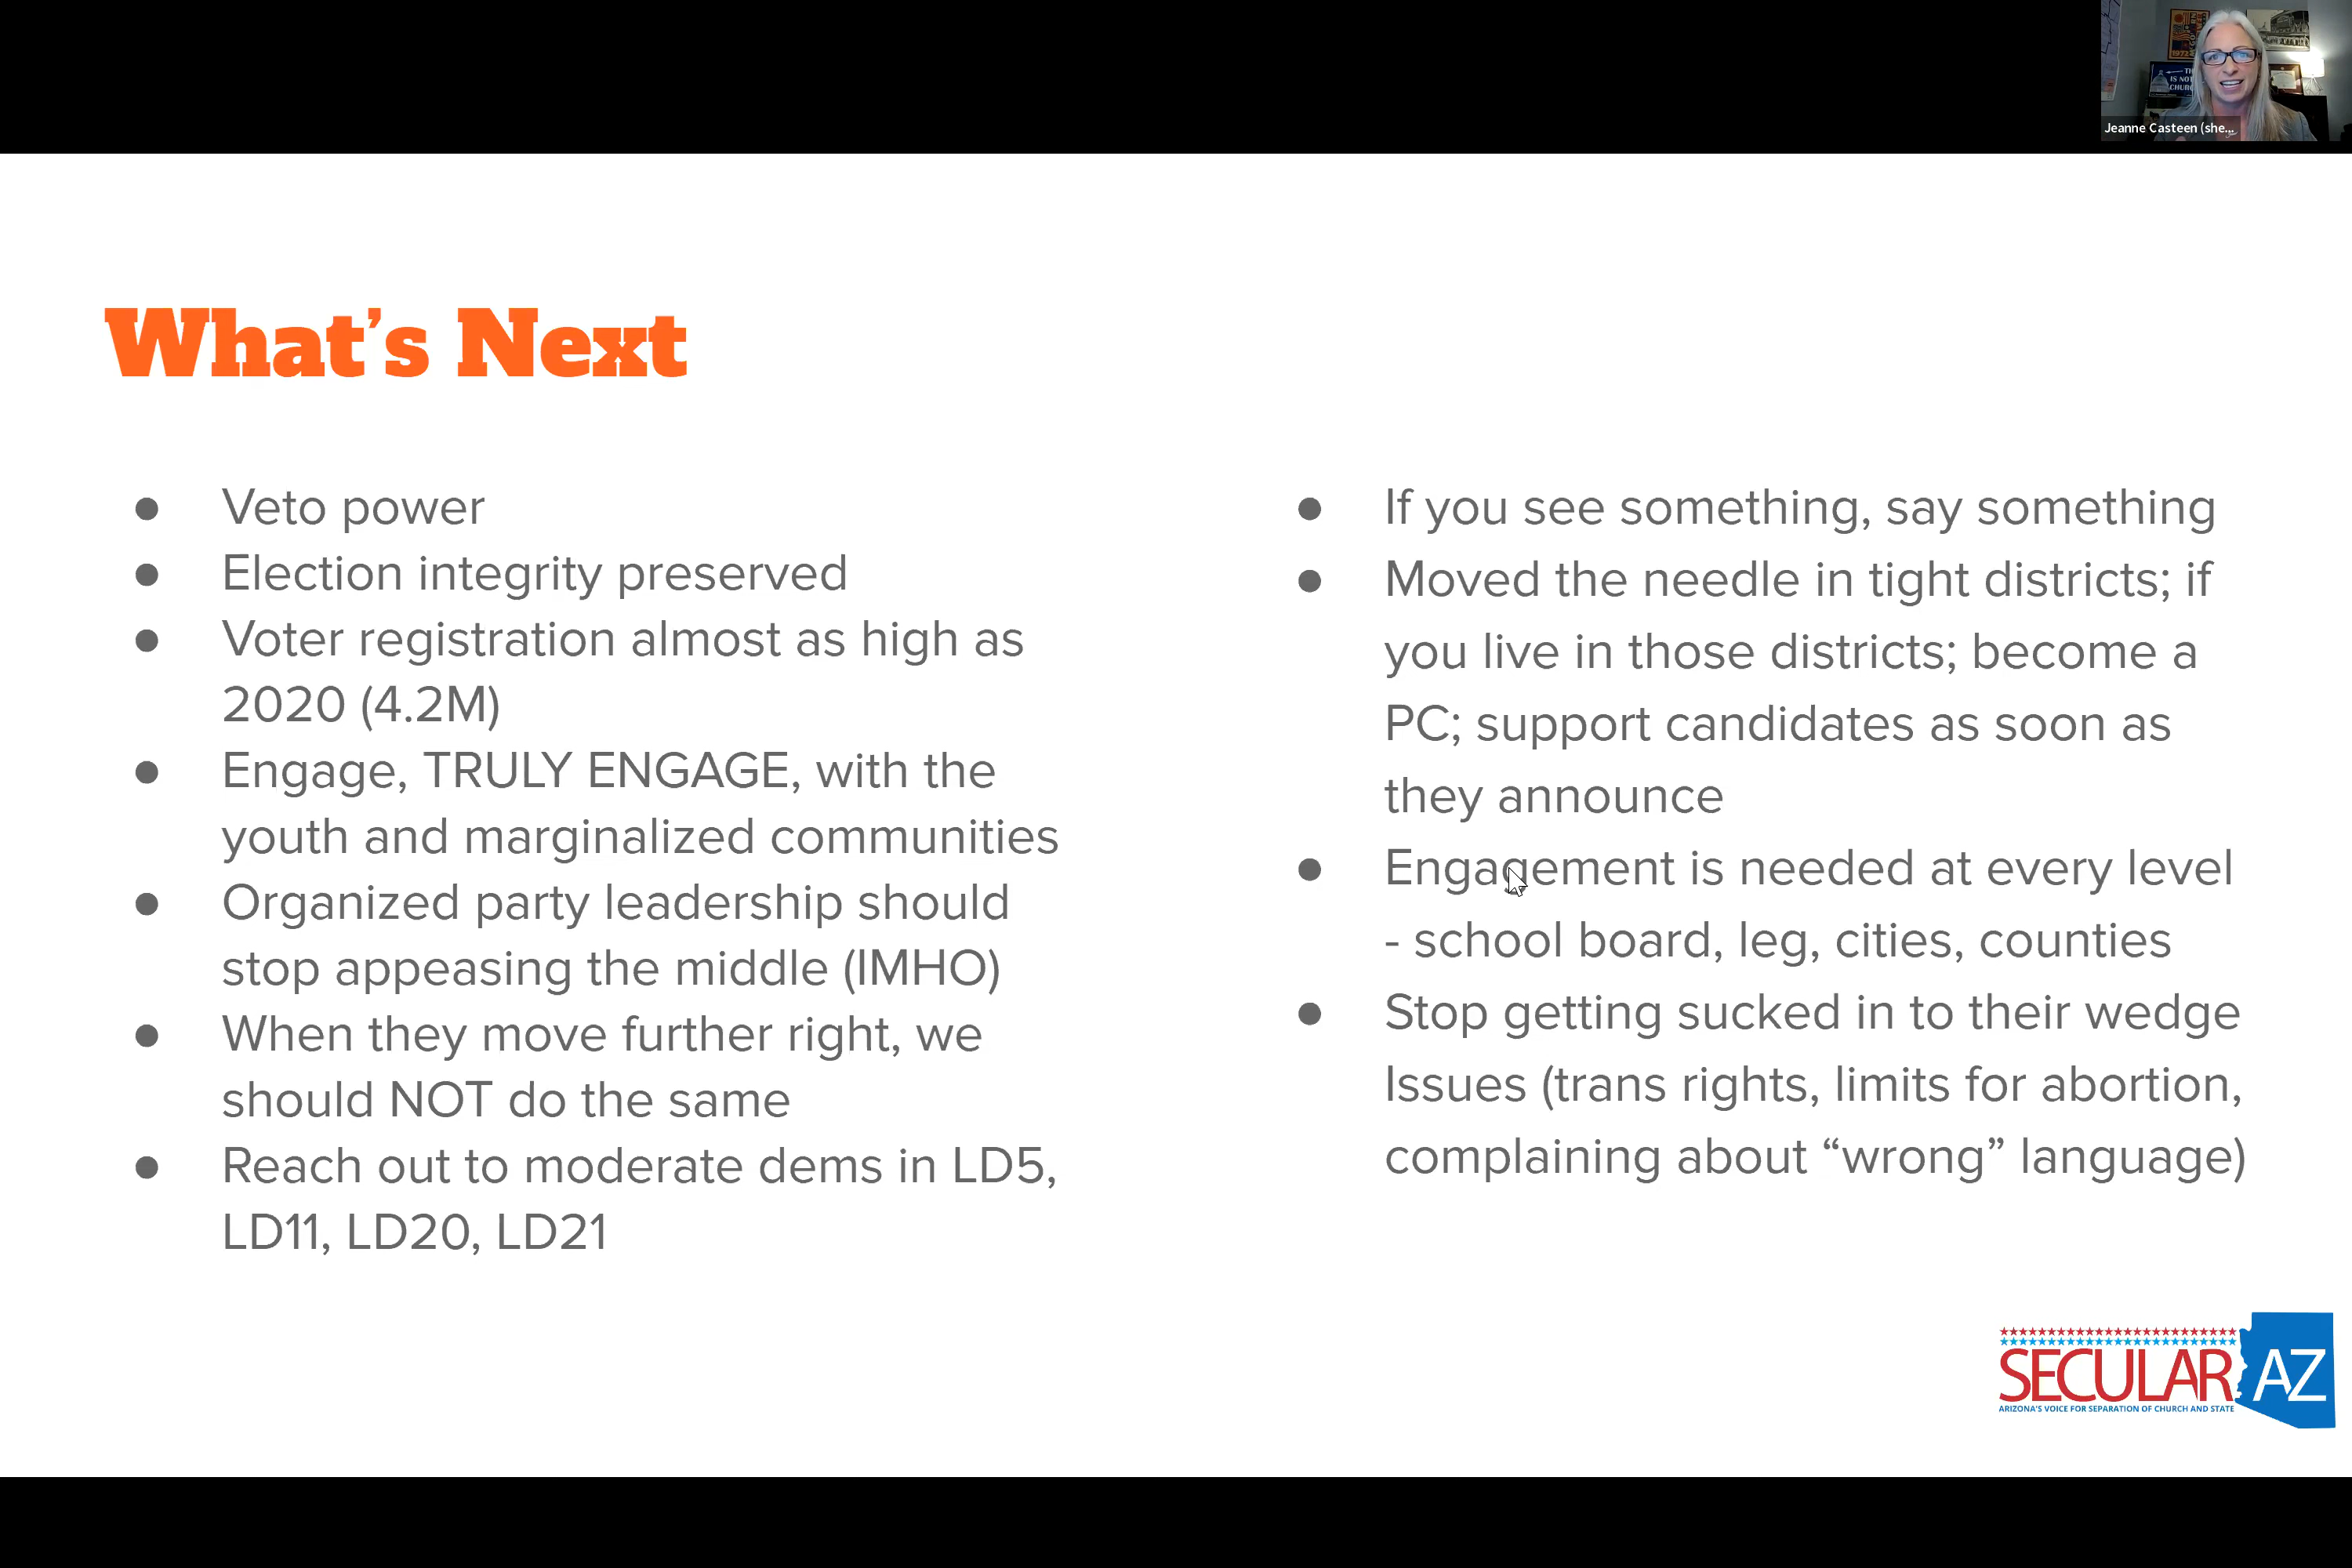 Jeanne Casteen (she...
What's Next
● Veto power
● Election integrity preserved
● Voter registration almost as high as
2020 (4.2M)
● Engage, TRULY ENGAGE, with the
youth and marginalized communities
● Organized party leadership should
stop appeasing the middle (IMHO)
● When they move further right, we
should NOT do the same
● Reach out to moderate dems in LD5,
LD11, LD20, LD21
● If you see something, say something
● Moved the needle in tight districts; if
you live in those districts; become a
PC; support candidates as soon as
they announce
● Engagement is needed at every level
- school board, leg, cities, counties
● Stop getting sucked in to their wedge
Issues (trans rights, limits for abortion,
complaining about “wrong” language)
SECULAR AZ
ARIZONA'S VOICE FOR SEPARATION OF CHURCH AND STATE